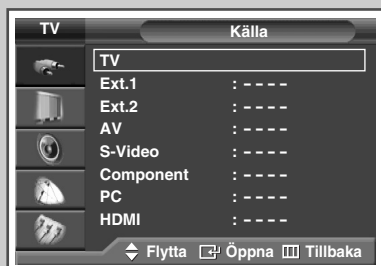 TV Källa
TV
Ext.1 : - - - -
Ext.2 : - - - -
AV : - - - -
S-Video : - - - -
Component : - - - -
PC : - - - -
HDMI : - - - -
Flytta Öppna Tillbaka